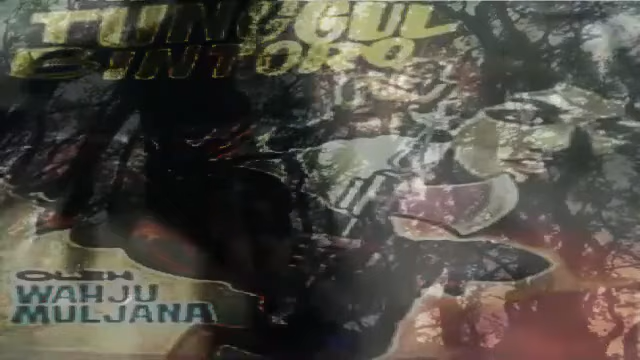 TUNGGUL
BINTORO
OLEH
WAHJU
MULJANA